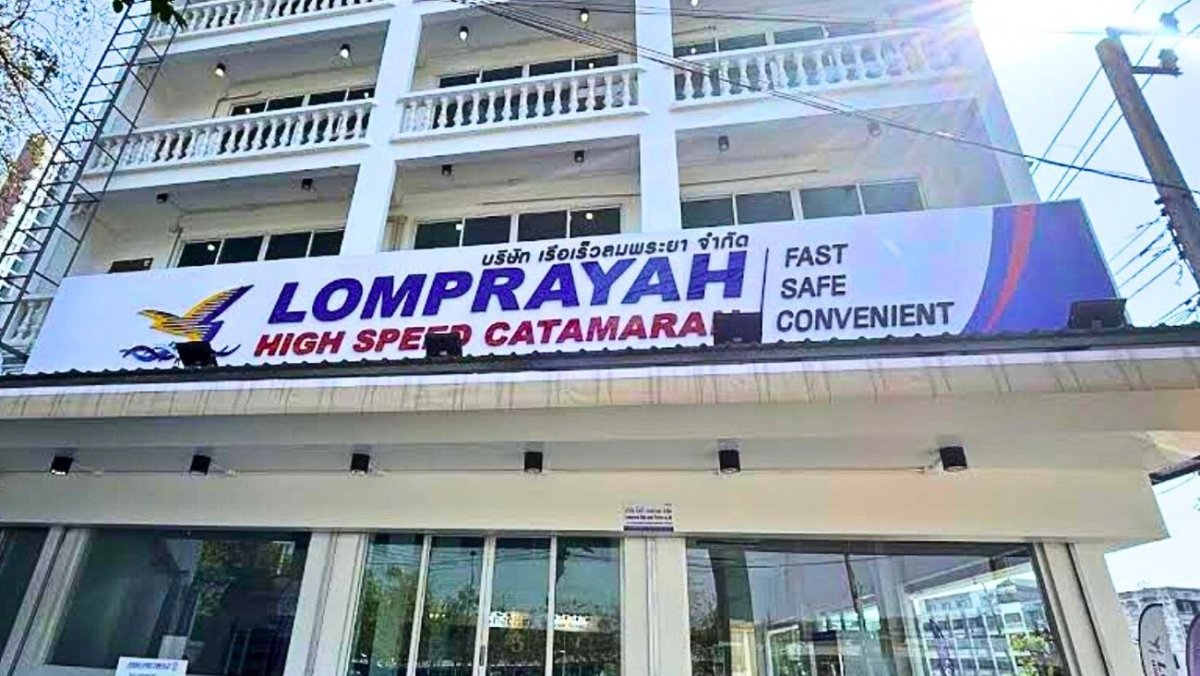 บริษัท เรือเร็วลมพระยา จำกัด
LOMPRAYAH
HIGH SPEED CATAMARAN
FAST
SAFE
CONVENIENT